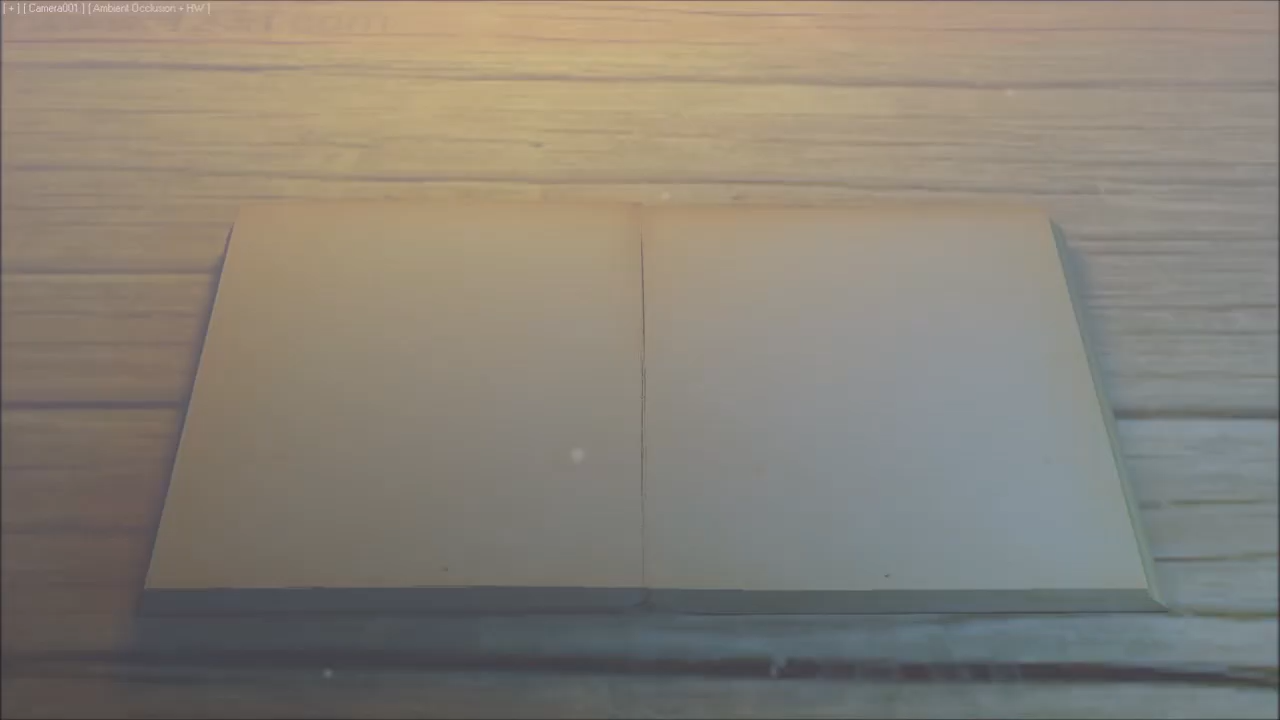 [ + ] [ Camera001 ] [ Ambient Occlusion + HW ]